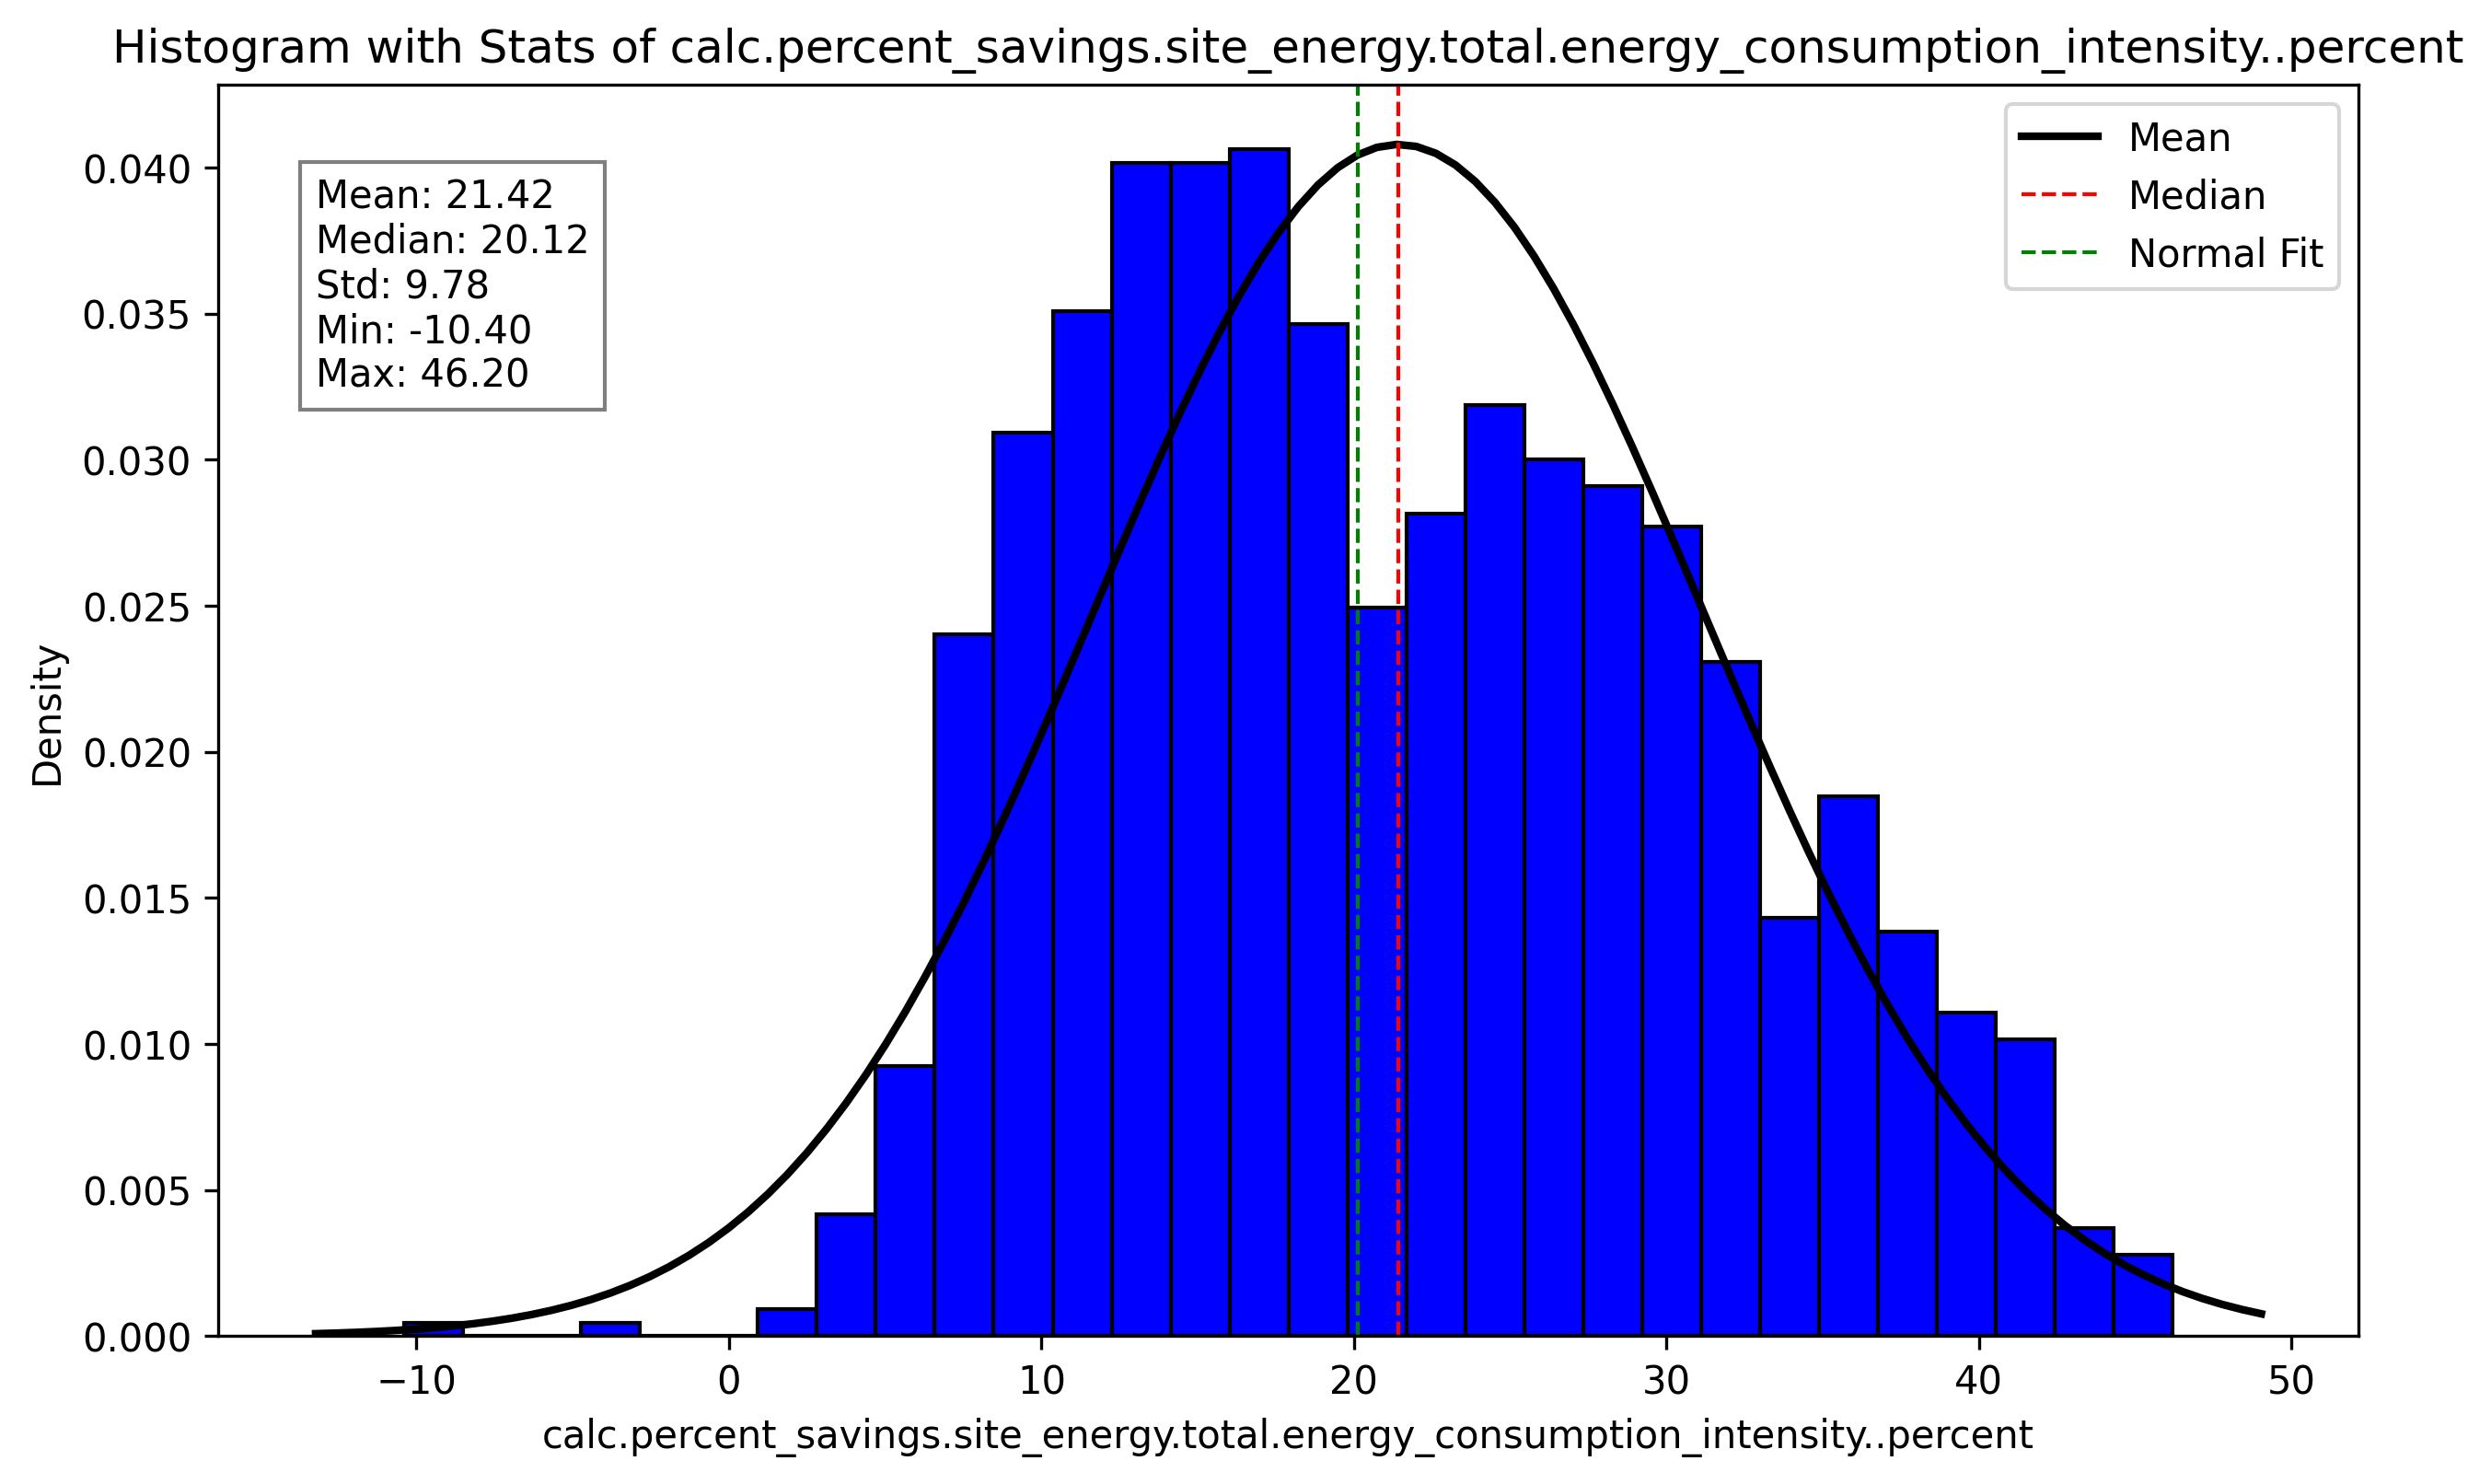 Histogram with Stats of calc.percent_savings.site_energy.total.energy_consumption_intensity..percent
Mean: 21.42
Median: 20.12
Std: 9.78
Min: -10.40
Max: 46.20
Mean
Median
Normal Fit
Density
0.040
0.035
0.030
0.025
0.020
0.015
0.010
0.005
0.000
−10
0
10
20
30
40
50
calc.percent_savings.site_energy.total.energy_consumption_intensity..percent